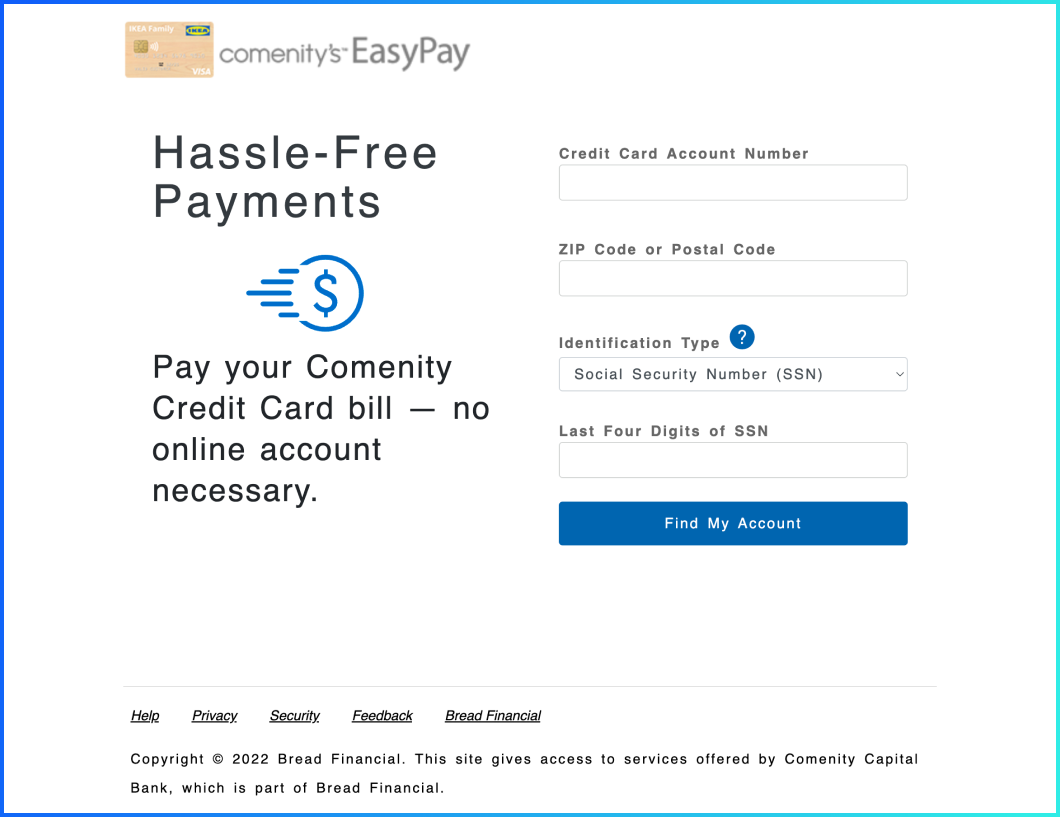 IKEA Family
IKEA
VISA
comenity's™ EasyPay
Hassle-Free
Payments
$
Pay your Comenity
Credit Card bill — no
online account
necessary.
Credit Card Account Number
ZIP Code or Postal Code
Identification Type ?
Social Security Number (SSN)
Last Four Digits of SSN
Find My Account
Help Privacy Security Feedback Bread Financial
Copyright © 2022 Bread Financial. This site gives access to services offered by Comenity Capital
Bank, which is part of Bread Financial.